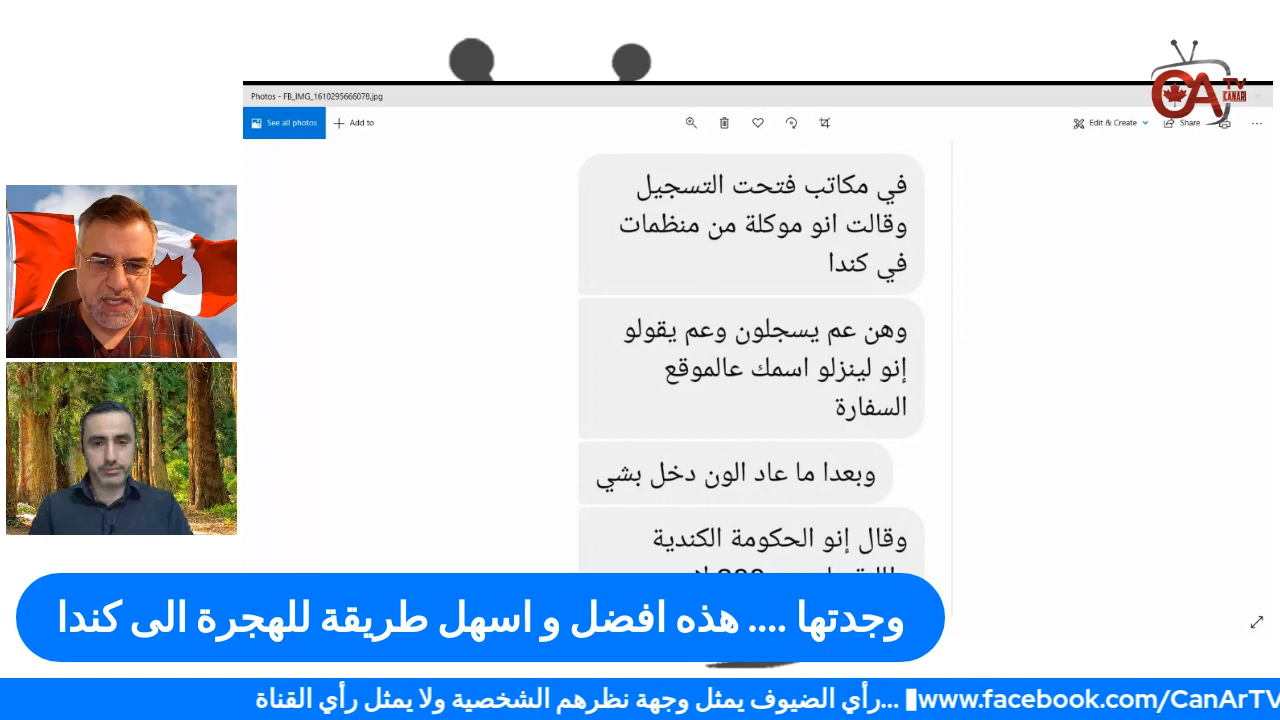 Photos - FB_IMG_1610295666078.jpg
See all photos
Add to
Edit & Create
Share
CA TV
CANARI
في مكاتب فتحت التسجيل
وقالت انو موكلة من منظمات
في كندا
وهن عم يسجلون وعم يقولو
إنو لينزلو اسمك عالموقع
السفارة
وبعدا ما عاد الون دخل بشي
وقال إنو الحكومة الكندية
وجدتها .... هذه افضل و اسهل طريقة للهجرة الى كندا
www.facebook.com/CanArTV
رأي الضيوف يمثل وجهة نظرهم الشخصية ولا يمثل رأي القناة...